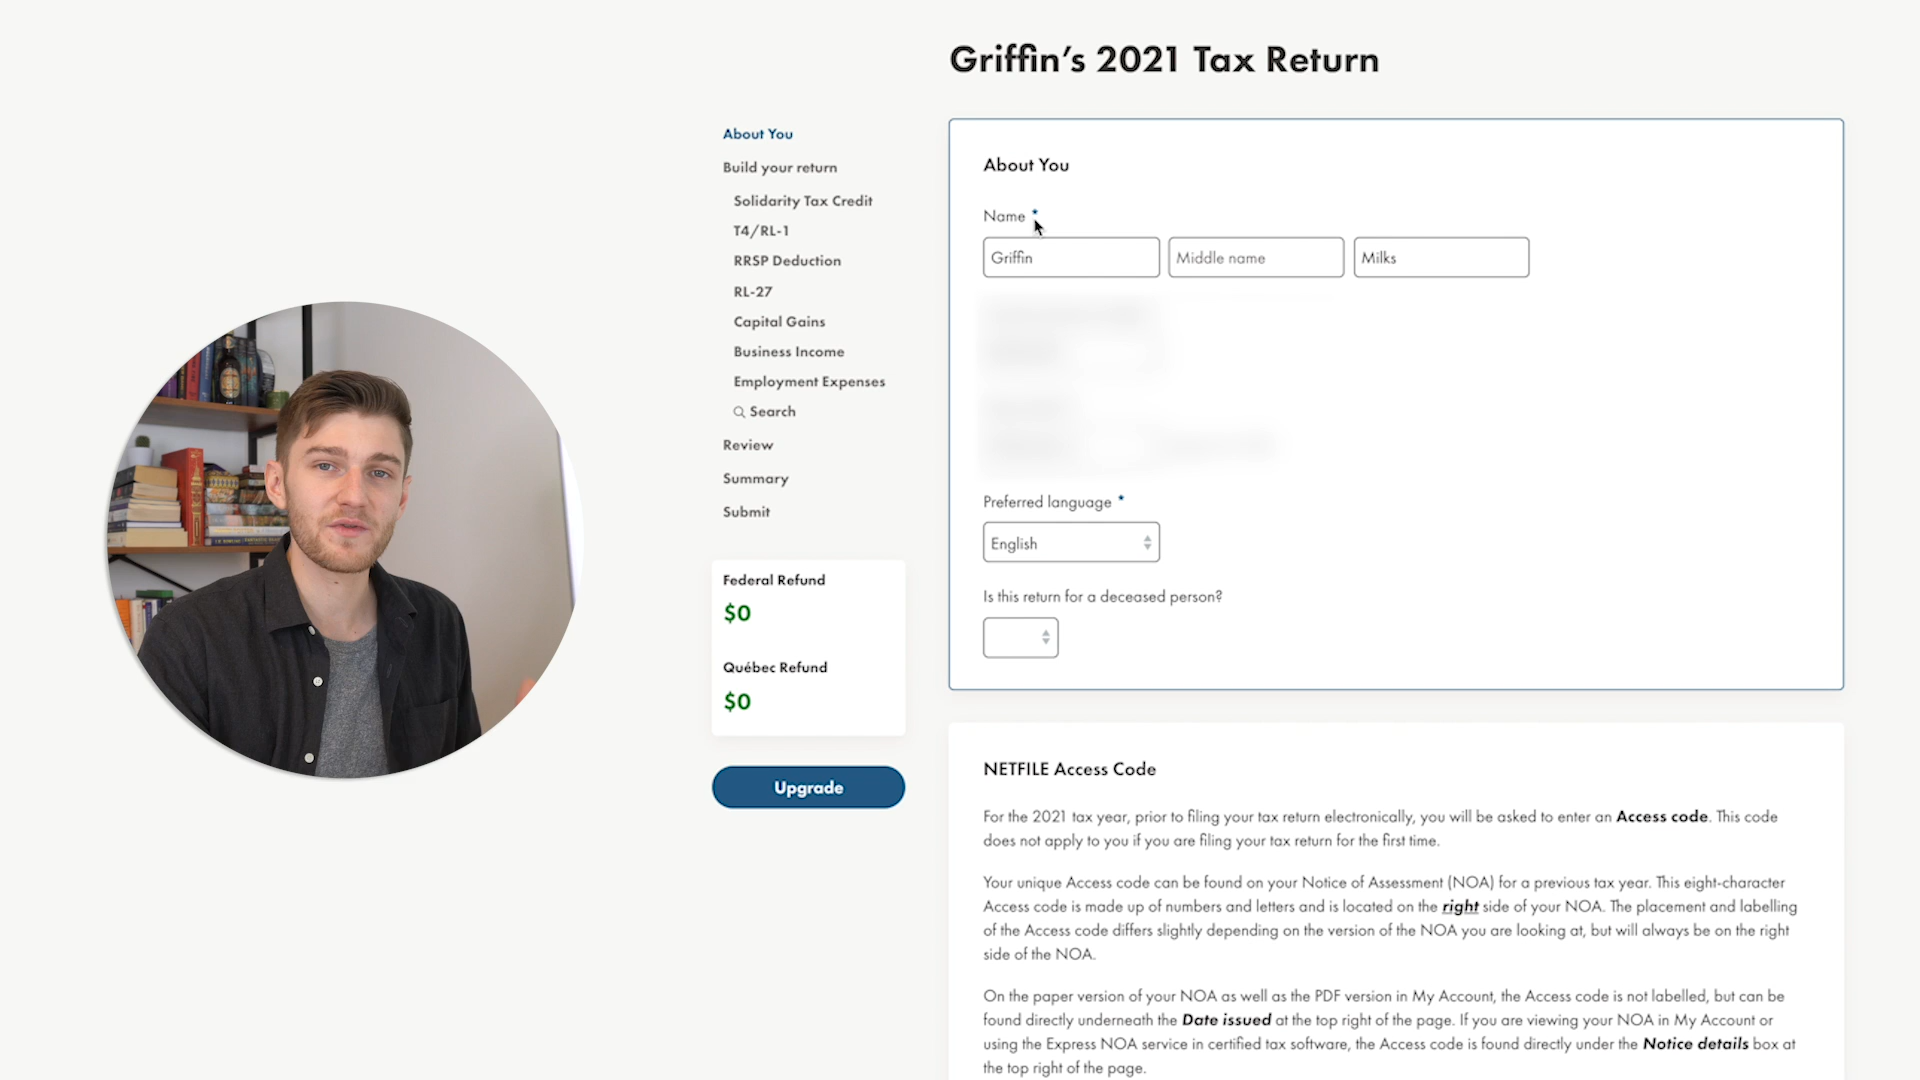 Griffin's 2021 Tax Return
About You
Build your return
Solidarity Tax Credit
T4/RL-1
RRSP Deduction
RL-27
Capital Gains
Business Income
Employment Expenses
Search
Review
Summary
Submit
Federal Refund
$0
Québec Refund
$0
Upgrade
About You
Name *
Griffin Middle name Milks
Preferred language *
English
Is this return for a deceased person?
NETFILE Access Code
For the 2021 tax year, prior to filing your tax return electronically, you will be asked to enter an Access code. This code
does not apply to you if you are filing your tax return for the first time.
Your unique Access code can be found on your Notice of Assessment (NOA) for a previous tax year. This eight-character
Access code is made up of numbers and letters and is located on the right side of your NOA. The placement and labelling
of the Access code differs slightly depending on the version of the NOA you are looking at, but will always be on the right
side of the NOA.
On the paper version of your NOA as well as the PDF version in My Account, the Access code is not labelled, but can be
found directly underneath the Date issued at the top right of the page. If you are viewing your NOA in My Account or
using the Express NOA service in certified tax software, the Access code is found directly under the Notice details box at
the top right of the page.